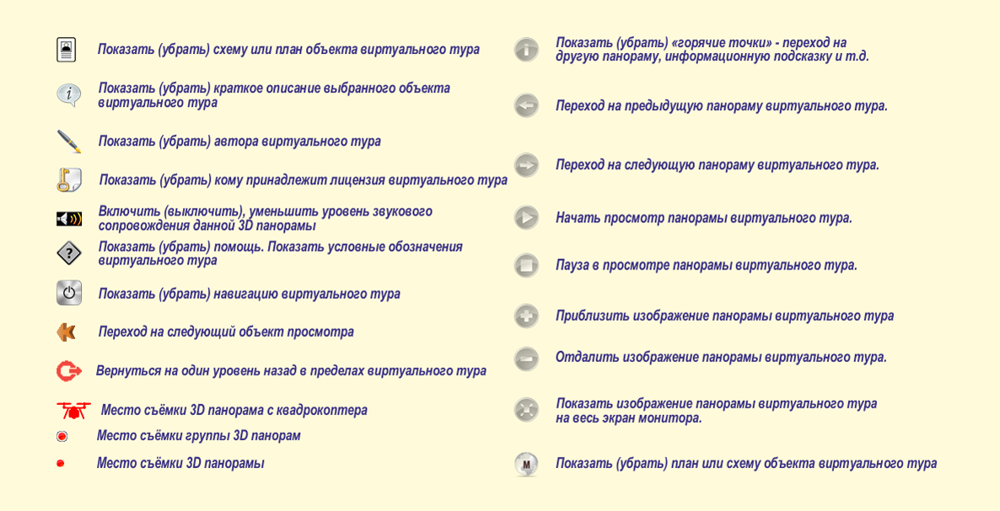 Показать (убрать) схему или план объекта виртуального тура
Показать (убрать) краткое описание выбранного объекта
виртуального тура
Показать (убрать) автора виртуального тура
Показать (убрать) кому принадлежит лицензия виртуального тура
Включить (выключить), уменьшить уровень звукового
сопровождения данной 3D панорамы
Показать (убрать) помощь. Показать условные обозначения
виртуального тура
Показать (убрать) навигацию виртуального тура
Переход на следующий объект просмотра
Вернуться на один уровень назад в пределах виртуального тура
Место съёмки 3D панорама с квадрокоптера
Место съёмки группы 3D панорам
Место съёмки 3D панорамы
Показать (убрать) «горячие точки» - переход на
другую панораму, информационную подсказку и т.д.
Переход на предыдущую панораму виртуального тура.
Переход на следующую панораму виртуального тура.
Начать просмотр панорамы виртуального тура.
Пауза в просмотре панорамы виртуального тура.
Приблизить изображение панорамы виртуального тура
Отдалить изображение панорамы виртуального тура.
Показать изображение панорамы виртуального тура
на весь экран монитора.
M
Показать (убрать) план или схему объекта виртуального тура